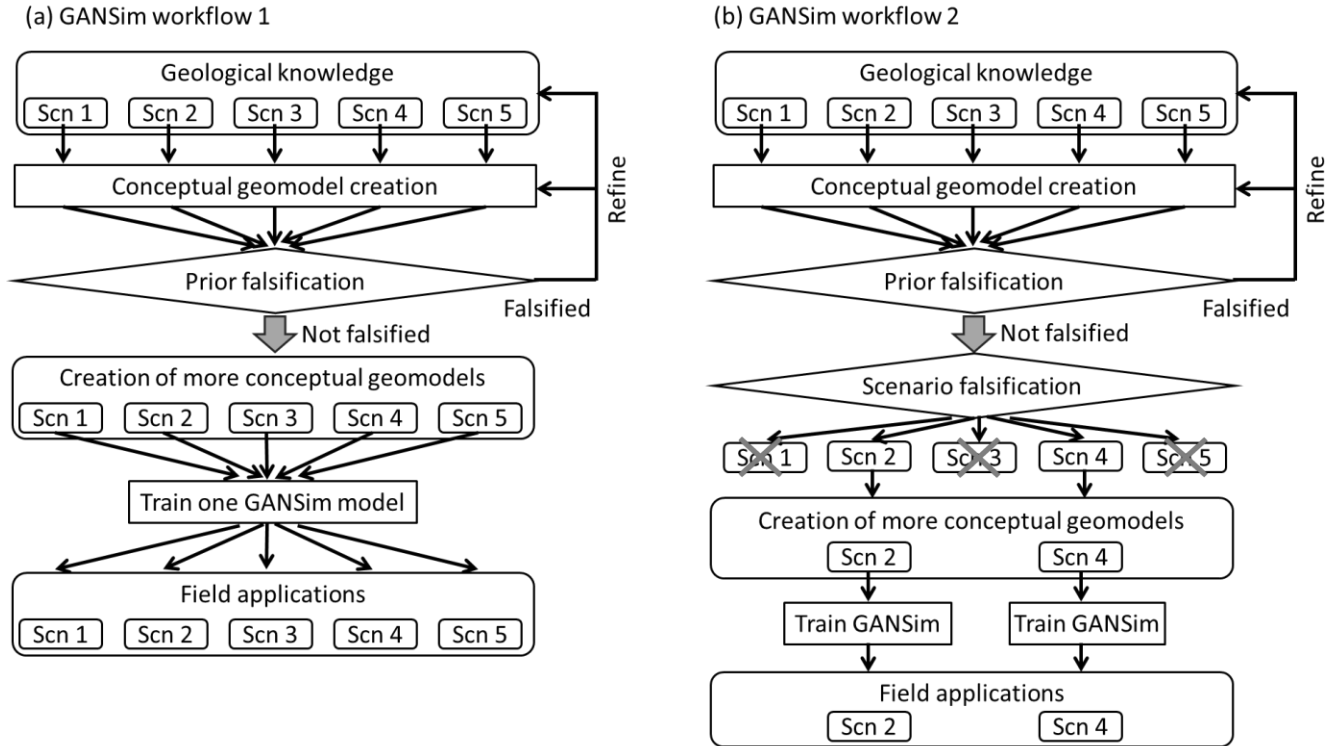 (a) GANSim workflow 1
Geological knowledge
Scn 1 Scn 2 Scn 3 Scn 4 Scn 5
Conceptual geomodel creation
Refine
Prior falsification
Falsified
Not falsified
Creation of more conceptual geomodels
Scn 1 Scn 2 Scn 3 Scn 4 Scn 5
Train one GANSim model
Field applications
Scn 1 Scn 2 Scn 3 Scn 4 Scn 5
(b) GANSim workflow 2
Geological knowledge
Scn 1 Scn 2 Scn 3 Scn 4 Scn 5
Conceptual geomodel creation
Refine
Prior falsification
Falsified
Not falsified
Scenario falsification
Scn 1 Scn 2 Scn 3 Scn 4 Scn 5
Creation of more conceptual geomodels
Scn 2 Scn 4
Train GANSim Train GANSim
Field applications
Scn 2 Scn 4